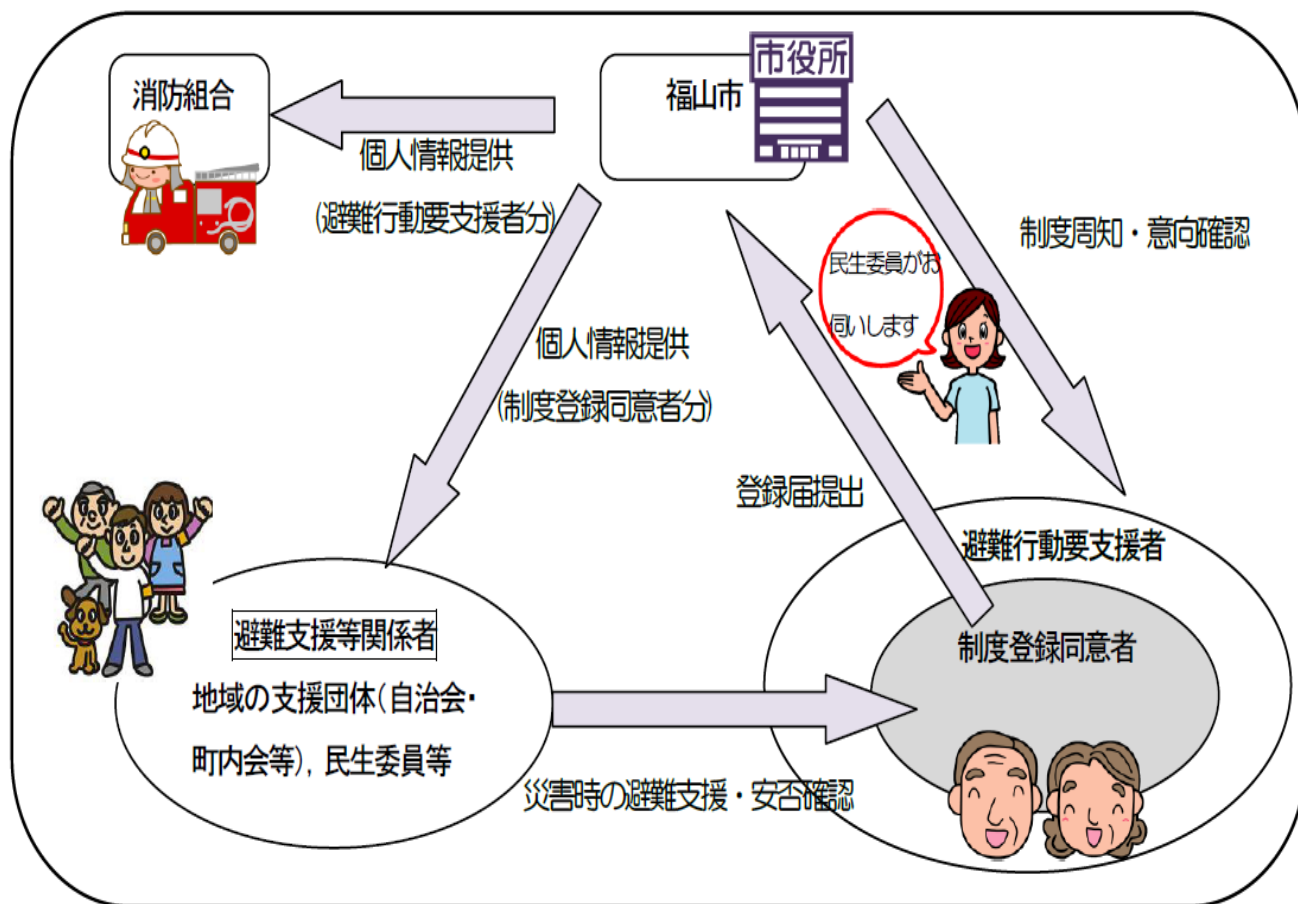 消防組合
福山市
市役所
個人情報提供
(避難行動要支援者分)
制度周知・意向確認
民生委員がお
伺いします
個人情報提供
(制度登録同意者分)
登録届提出
避難行動要支援者
制度登録同意者
避難支援等関係者
地域の支援団体(自治会・
町内会等), 民生委員等
災害時の避難支援・安否確認